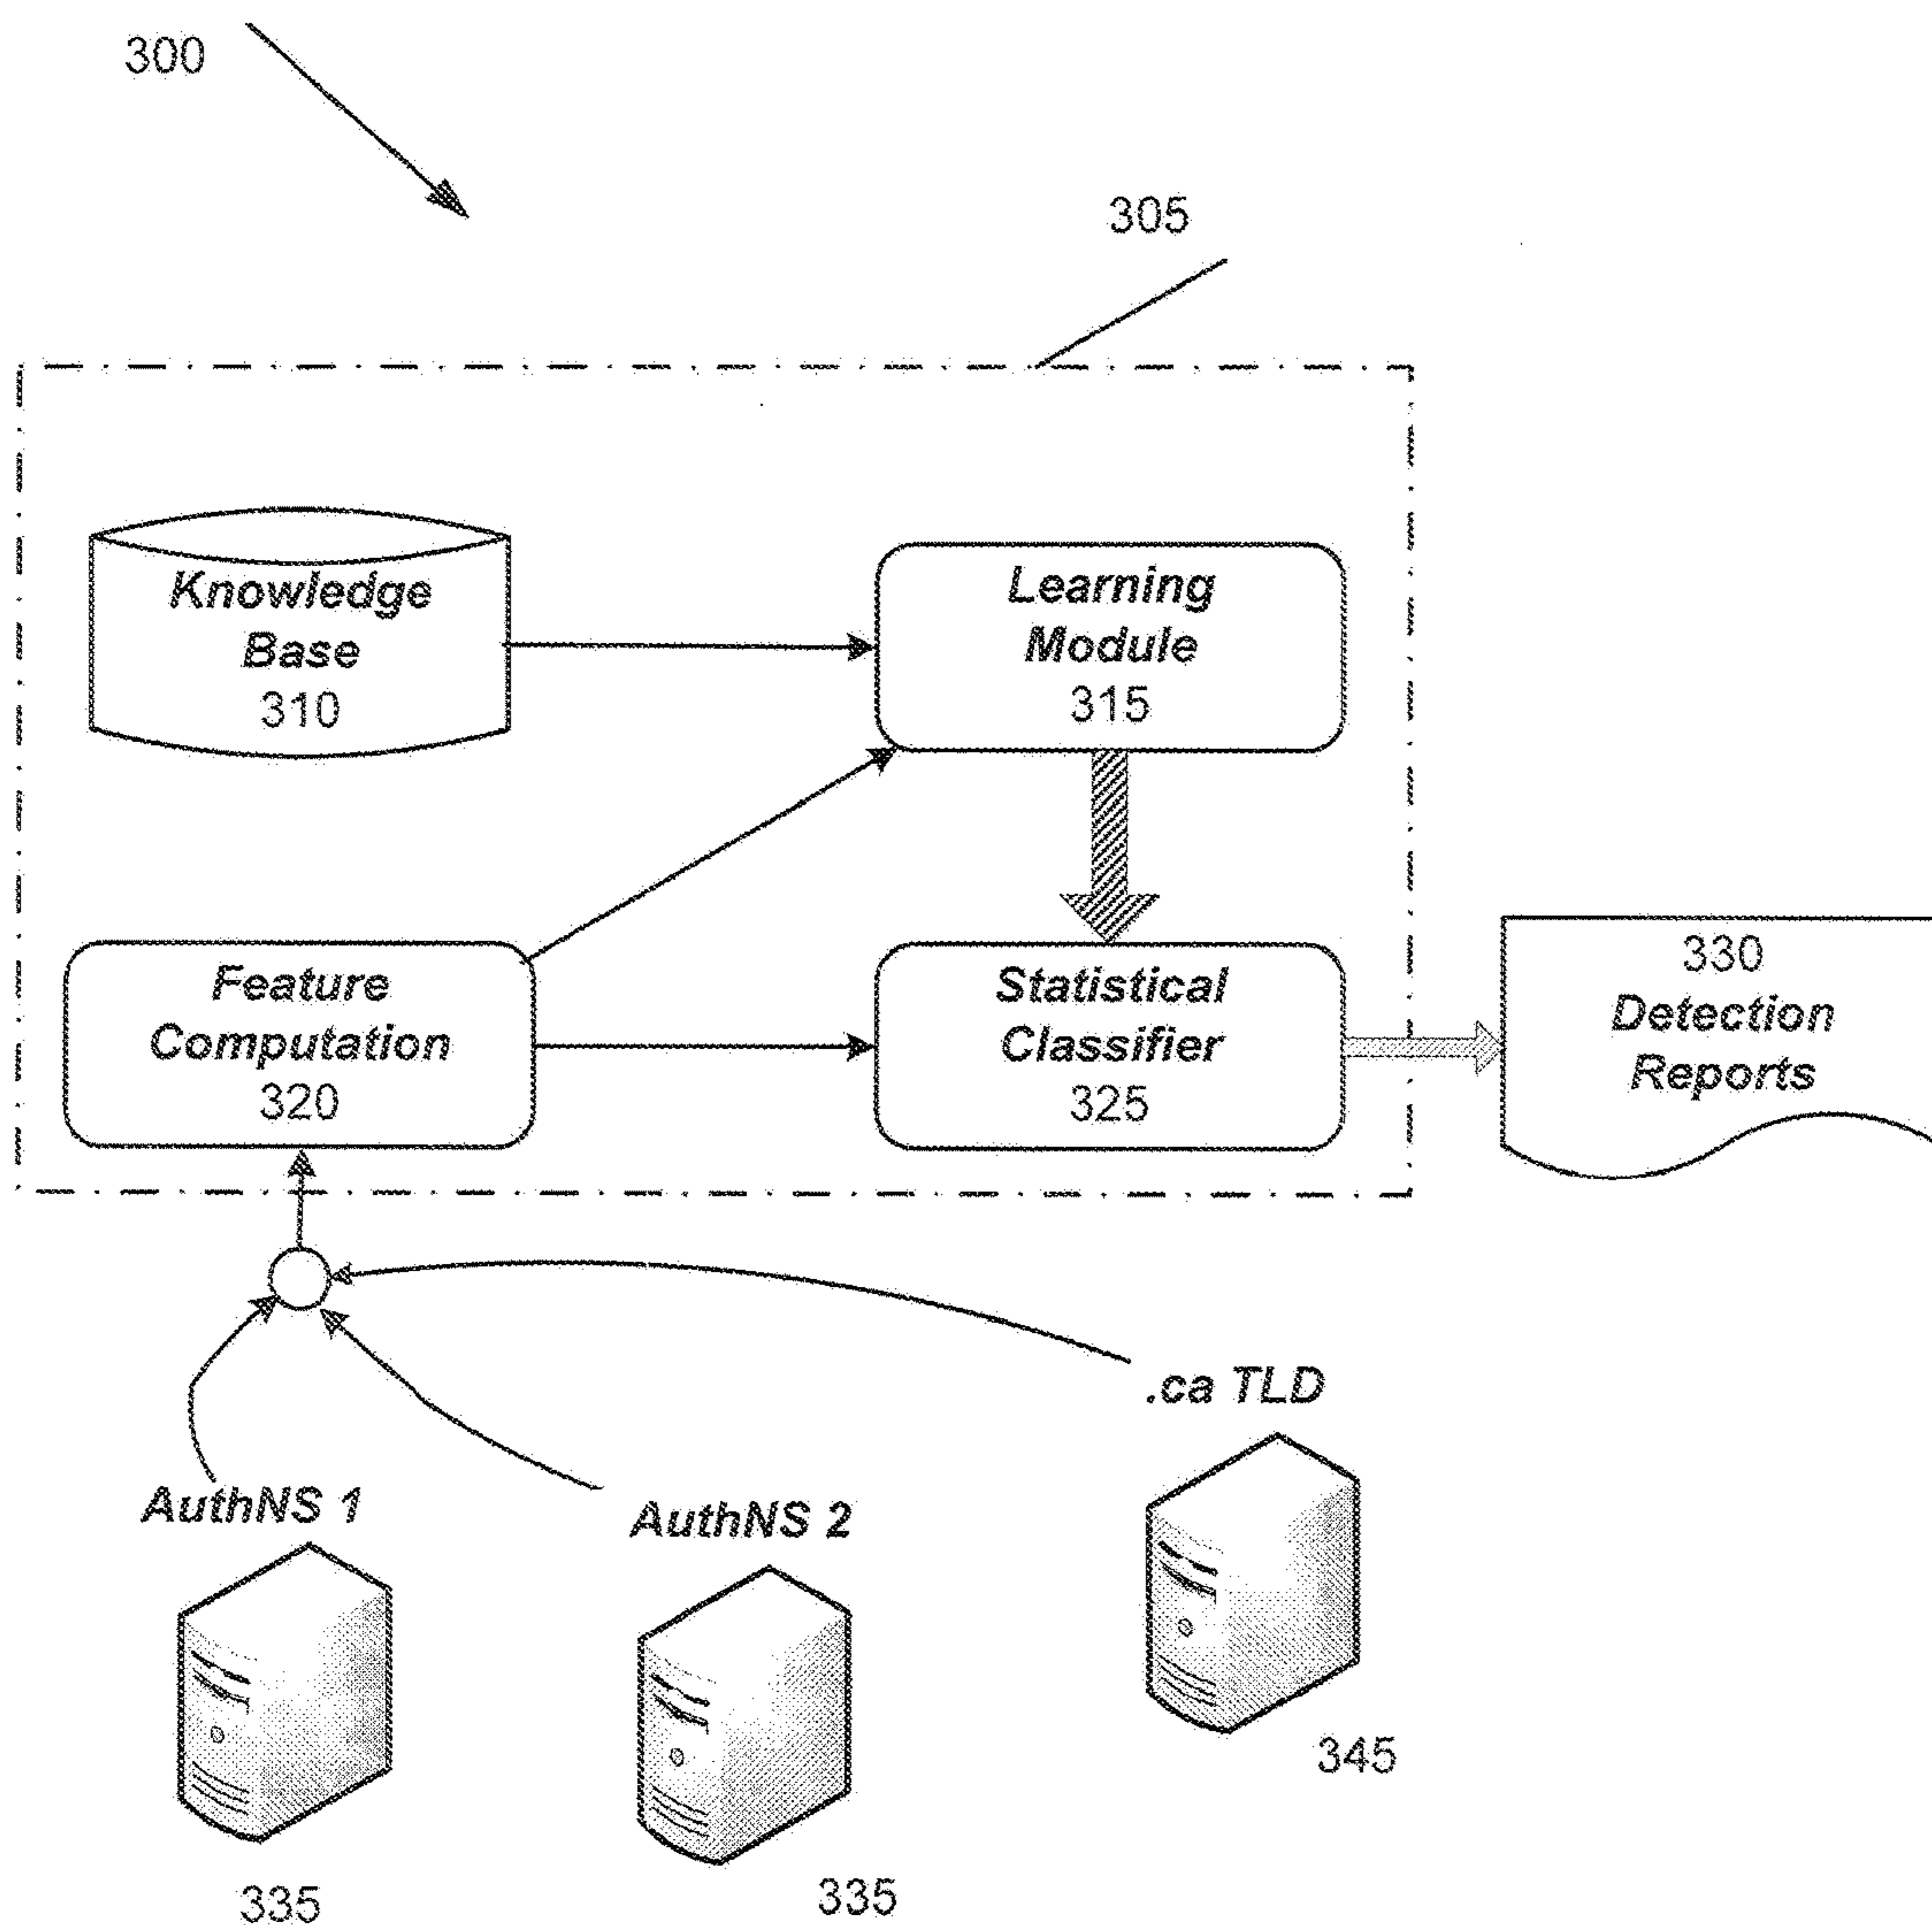 300
305
Knowledge
Base
310
Learning
Module
315
Feature
Computation
320
Statistical
Classifier
325
330
Detection
Reports
.ca TLD
AuthNS 1
AuthNS 2
345
335
335